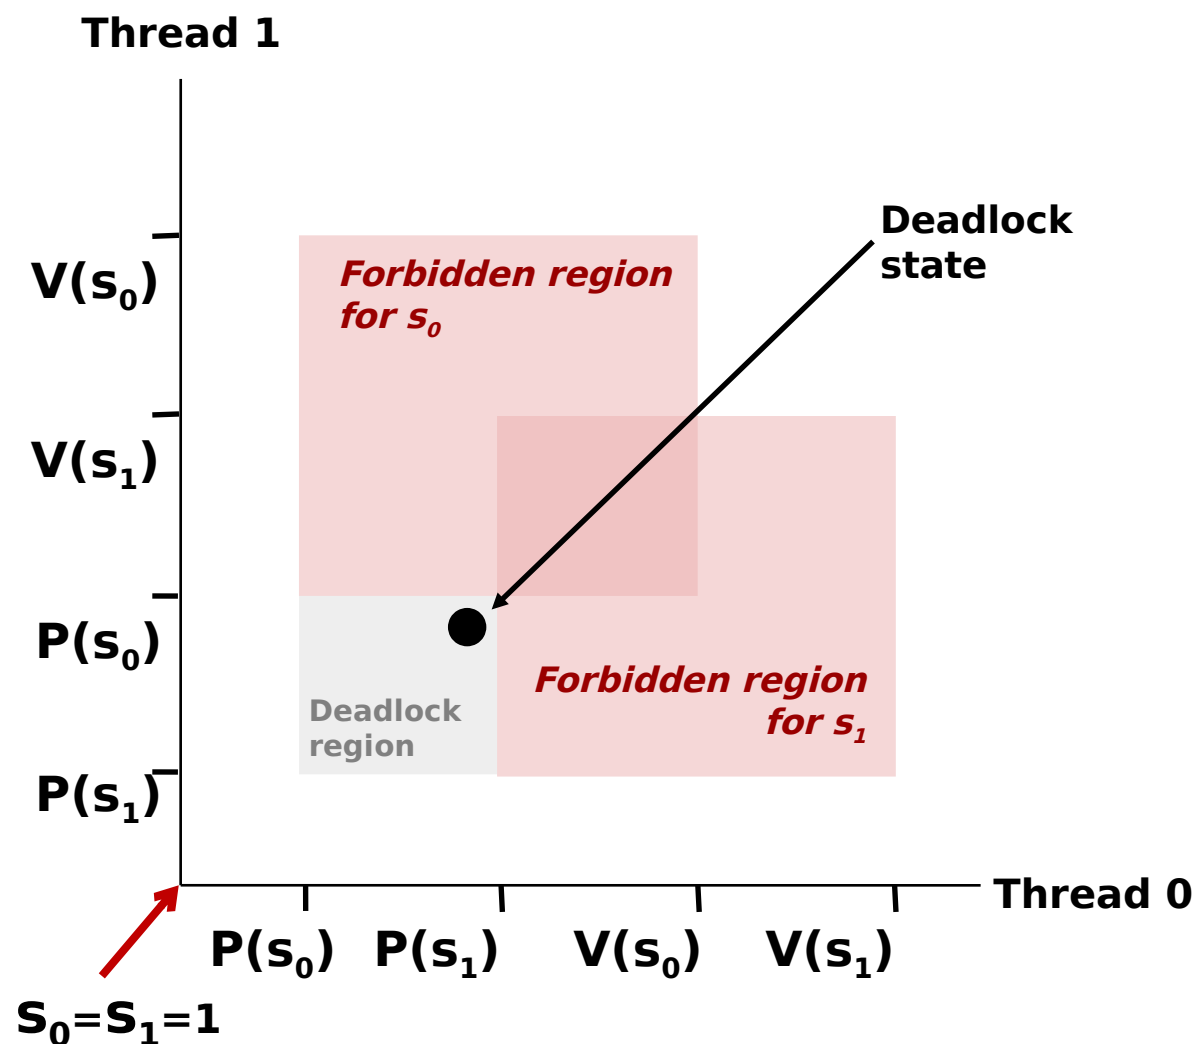 Thread 1
Deadlock
state
V(s₀)
Forbidden region
for s₀
V(s₁)
P(s₀)
Forbidden region
for s₁
Deadlock
region
P(s₁)
Thread 0
P(s₀) P(s₁) V(s₀) V(s₁)
s₀=s₁=1